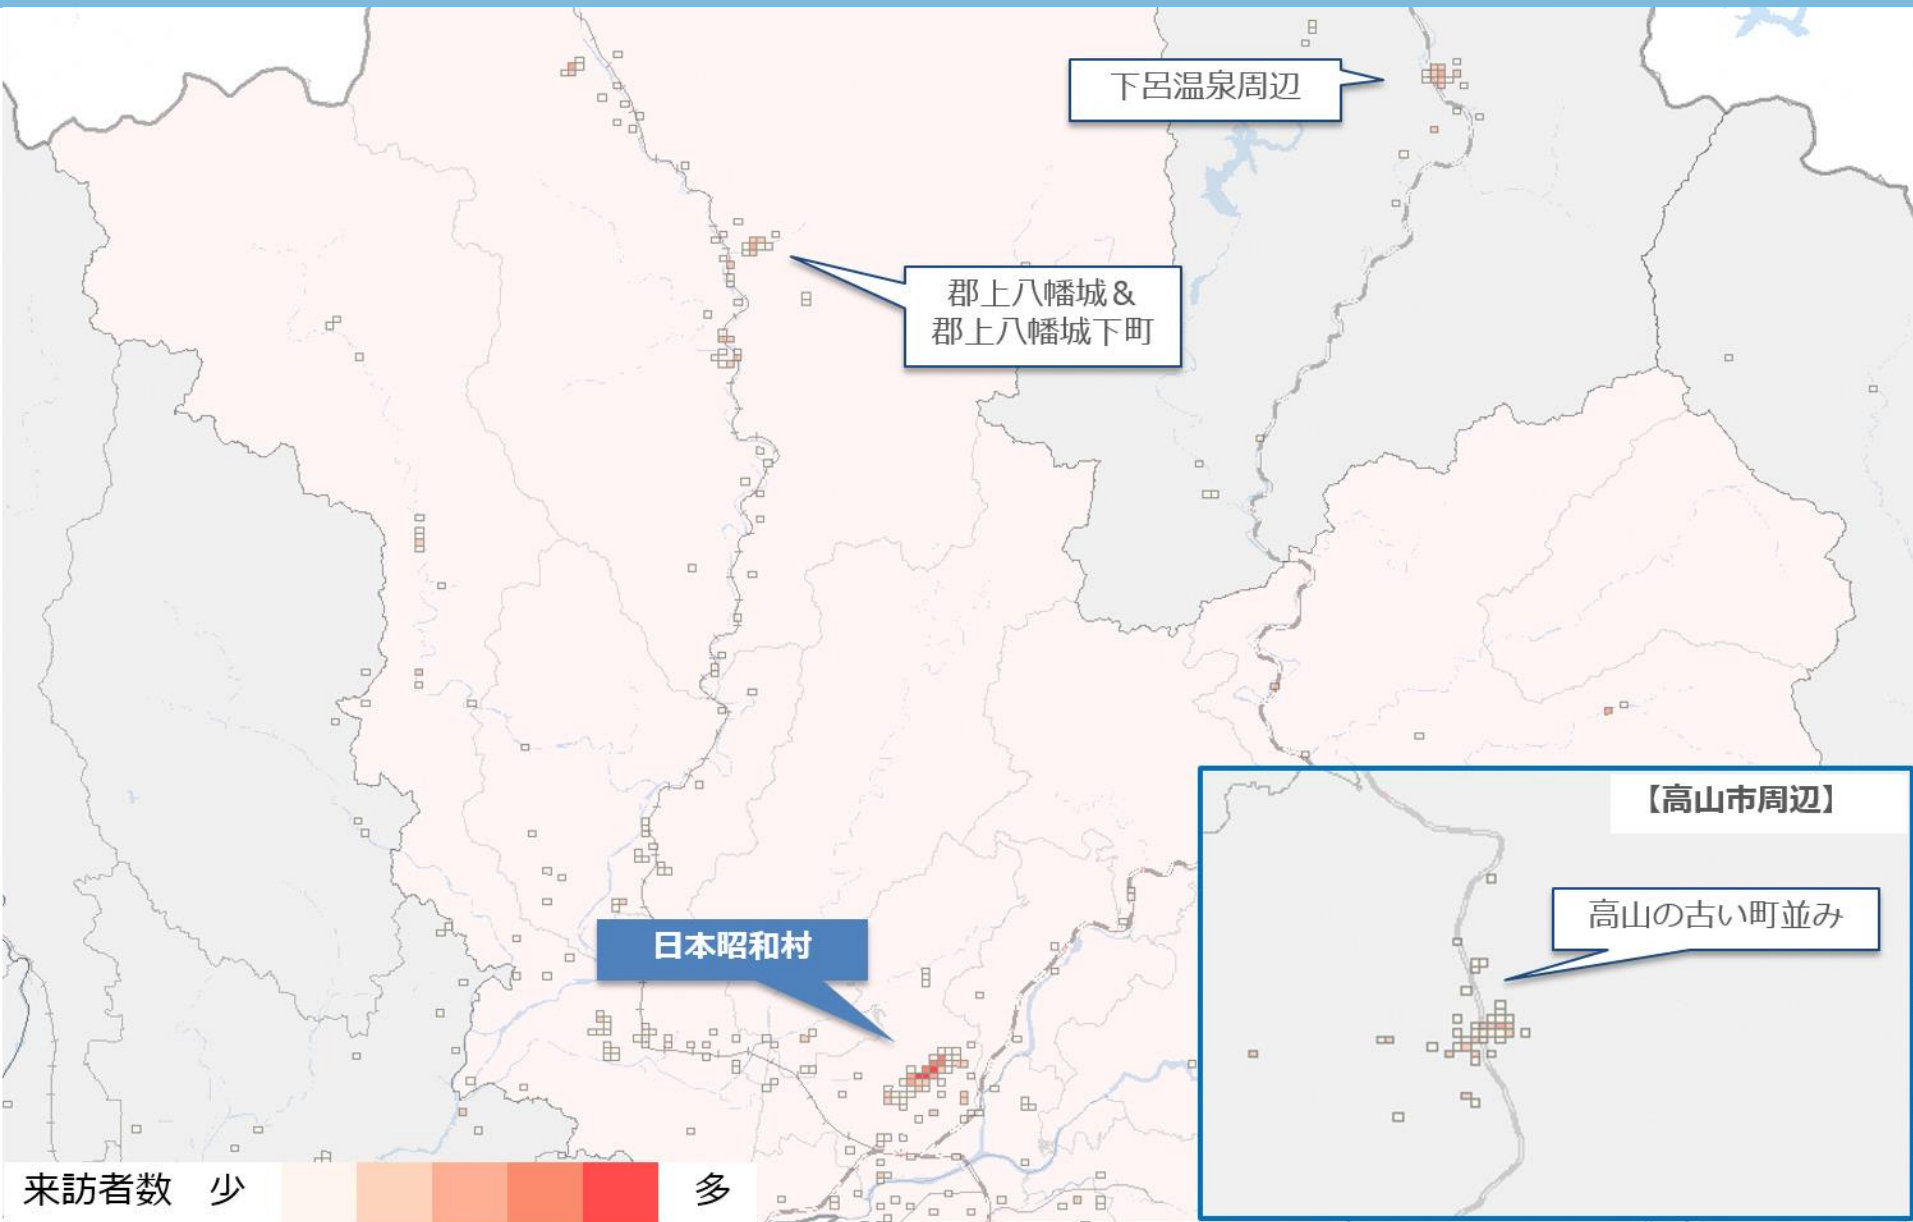 下呂温泉周辺
郡上八幡城&
郡上八幡城下町
【高山市周辺】
高山の古い町並み
日本昭和村
来訪者数 少 多